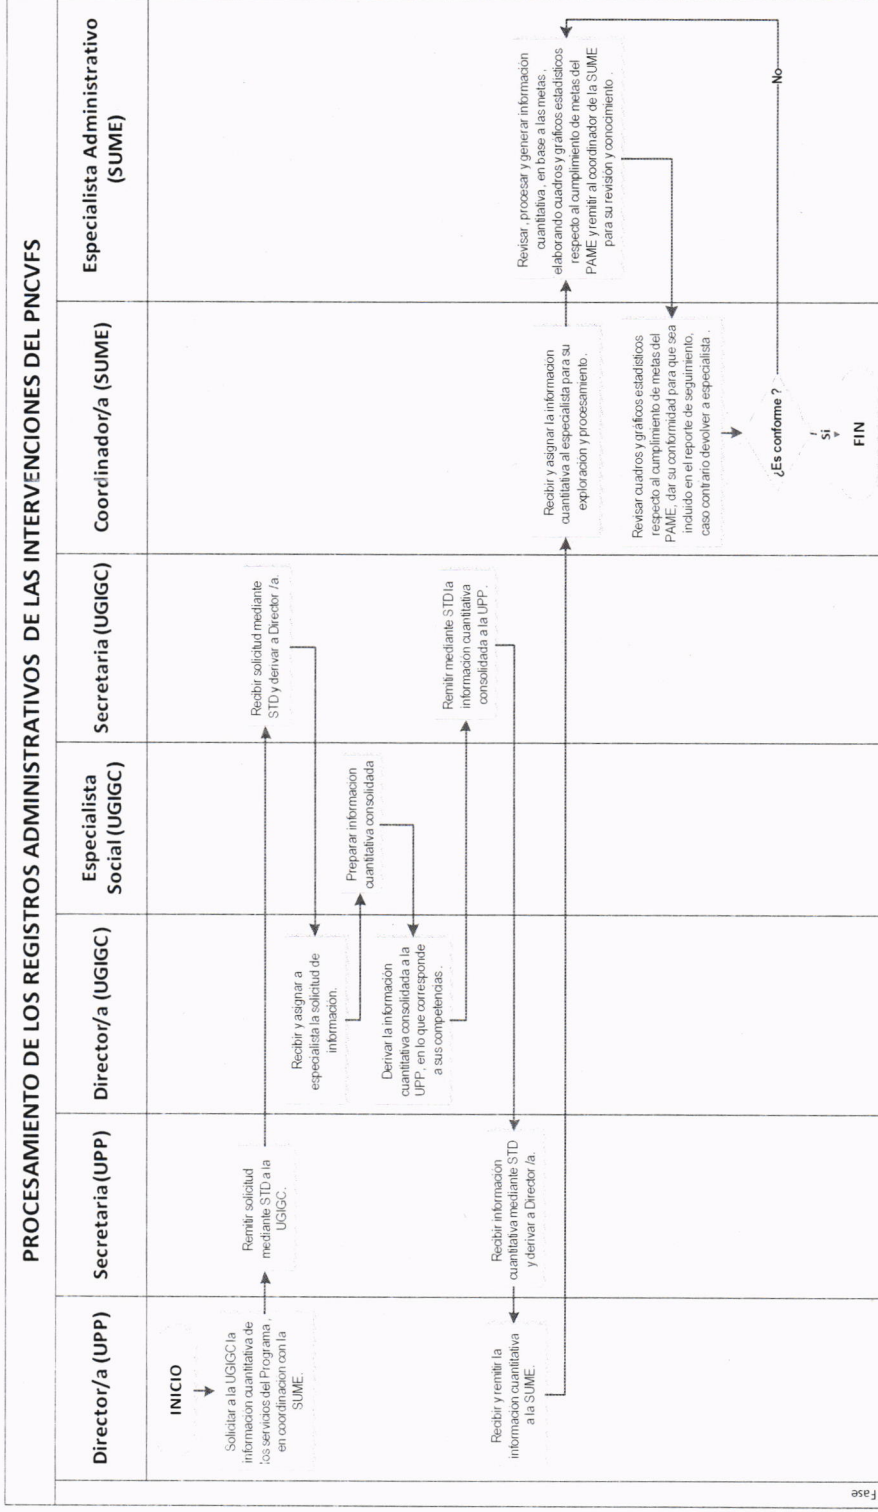 PROCESAMIENTO DE LOS REGISTROS ADMINISTRATIVOS DE LAS INTERVENCIONES DEL PNCVFS
Director/a (UPP)
Secretaria (UPP)
Director/a (UGIGC)
Especialista
Social (UGIGC)
Secretaria (UGIGC)
Coordinador/a (SUME)
Especialista Administrativo
(SUME)
INICIO
Solicitar a la UGIGC la
información cuantitativa de
los servicios del Programa,
en coordinación con la
SUME.
Remitir solicitud
mediante STD a la
UGIGC.
Recibir solicitud mediante
STD y derivar a Director /a.
Recibir y asignar a
especialista la solicitud de
información.
Preparar información
cuantitativa consolidada
Derivar la información
cuantitativa consolidada a la
UPP, en lo que corresponde
a sus competencias .
Remitir mediante STD la
información cuantitativa
consolidada a la UPP .
Recibir información
cuantitativa mediante STD
y derivar a Director /a.
Recibir y remitir la
información cuantitativa
a la SUME.
Recibir y asignar la información
cuantitativa al especialista para su
exploración y procesamiento .
Revisar , procesar y generar información
cuantitativa , en base a las metas ,
elaborando cuadros y gráficos estadísticos
respecto al cumplimiento de metas del
PAME y remitir al coordinador de la SUME
para su revisión y conocimiento .
Revisar cuadros y gráficos estadísticos
respecto al cumplimiento de metas del
PAME, dar su conformidad para que sea
incluido en el reporte de seguimiento,
caso contrario devolver a especialista .
¿Es conforme ?
No
Si
FIN
Fase